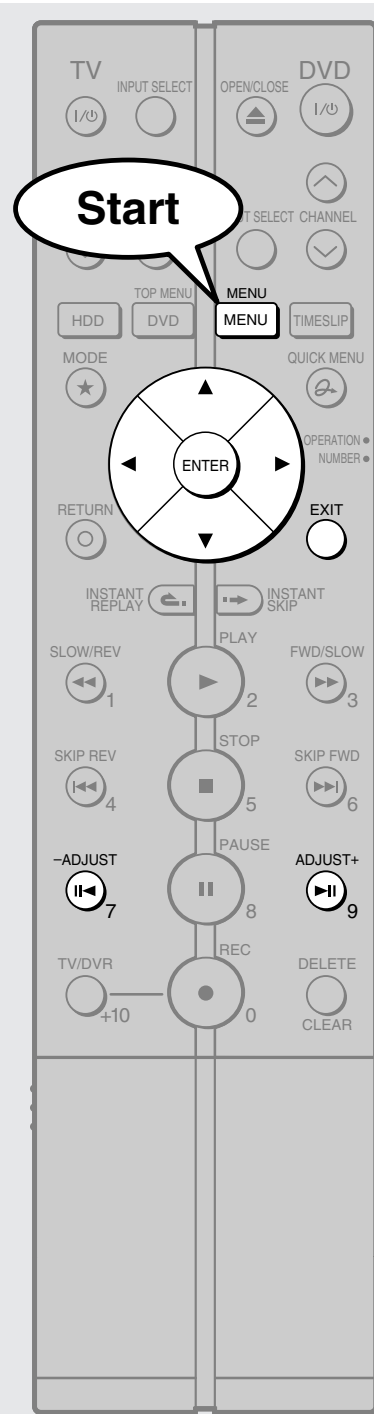 TV
DVD
INPUT SELECT
OPEN/CLOSE
Start
T SELECT
CHANNEL
TOP MENU
MENU
HDD
DVD
MENU
TIMESLIP
MODE
QUICK MENU
ENTER
OPERATION
NUMBER
RETURN
EXIT
INSTANT
REPLAY
INSTANT
SKIP
PLAY
SLOW/REV
FWD/SLOW
1
2
3
STOP
SKIP REV
SKIP FWD
4
5
6
PAUSE
–ADJUST
ADJUST+
7
8
9
REC
TV/DVR
DELETE
+10
0
CLEAR